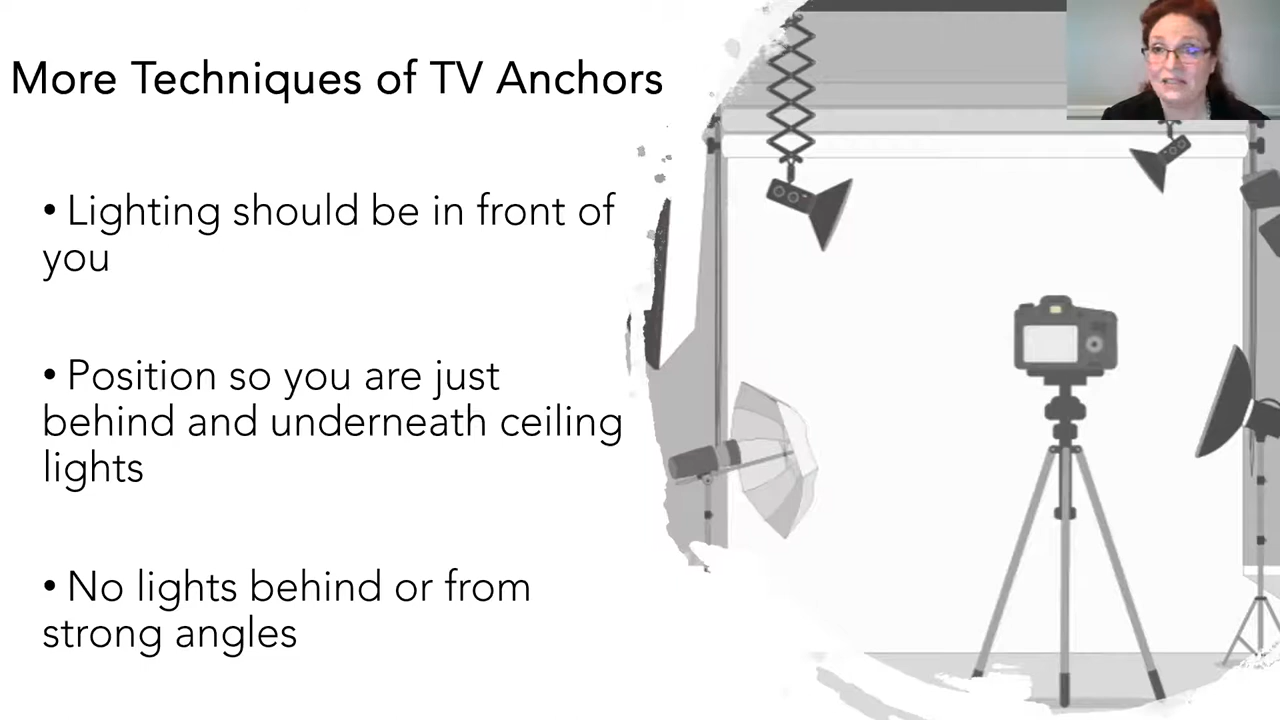 More Techniques of TV Anchors
• Lighting should be in front of
you
• Position so you are just
behind and underneath ceiling
lights
• No lights behind or from
strong angles